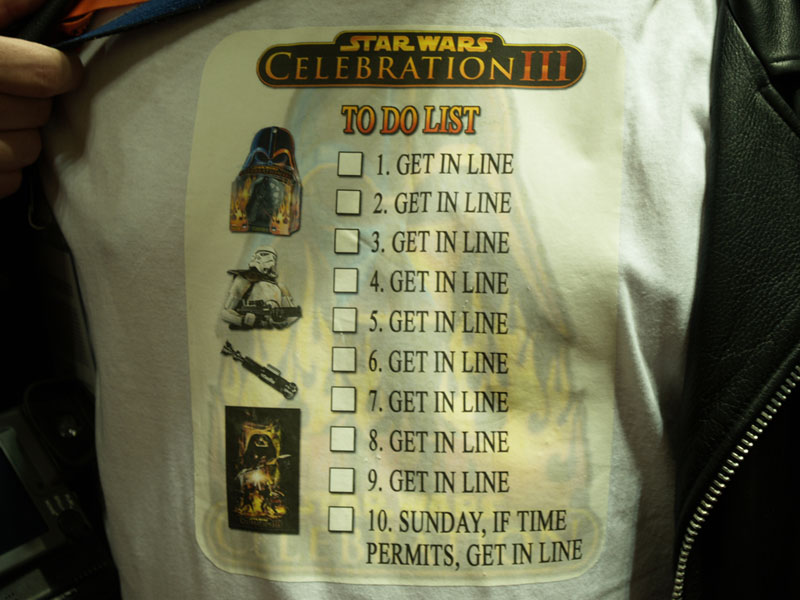 STAR WARS
CELEBRATION III
TO DO LIST
1. GET IN LINE
2. GET IN LINE
3. GET IN LINE
4. GET IN LINE
5. GET IN LINE
6. GET IN LINE
7. GET IN LINE
8. GET IN LINE
9. GET IN LINE
10. SUNDAY, IF TIME
PERMITS, GET IN LINE